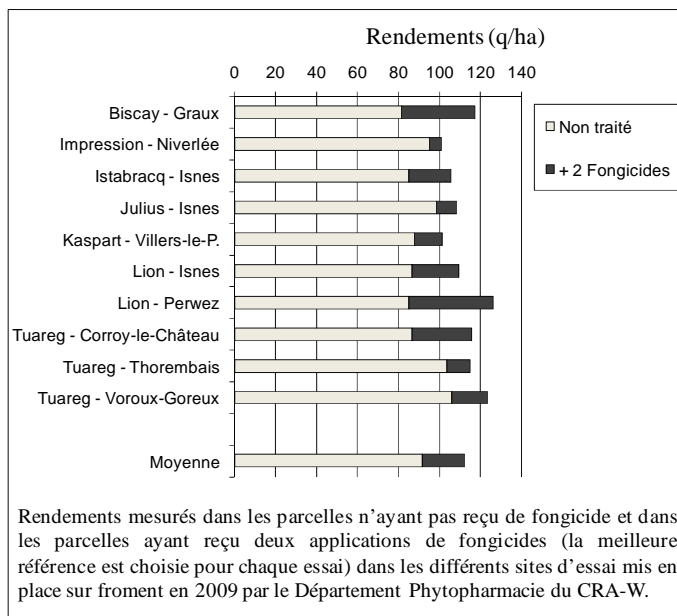 Rendements (q/ha)
0 20 40 60 80 100 120 140
Biscay - Graux
Impression - Niverlée
Istabracq - Isnes
Julius - Isnes
Kaspart - Villers-le-P.
Lion - Isnes
Lion - Perwez
Tuareg - Corroy-le-Château
Tuareg - Thorembais
Tuareg - Voroux-Goreux
Moyenne
Non traité
+ 2 Fongicides
Rendements mesurés dans les parcelles n'ayant pas reçu de fongicide et dans
les parcelles ayant reçu deux applications de fongicides (la meilleure
référence est choisie pour chaque essai) dans les différents sites d'essai mis en
place sur froment en 2009 par le Département Phytopharmacie du CRA-W.